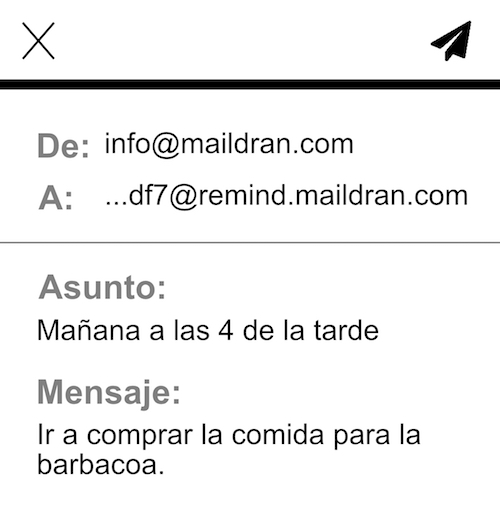 De: info@maildran.com
A: ...df7@remind.maildran.com
Asunto:
Mañana a las 4 de la tarde
Mensaje:
Ir a comprar la comida para la
barbacoa.